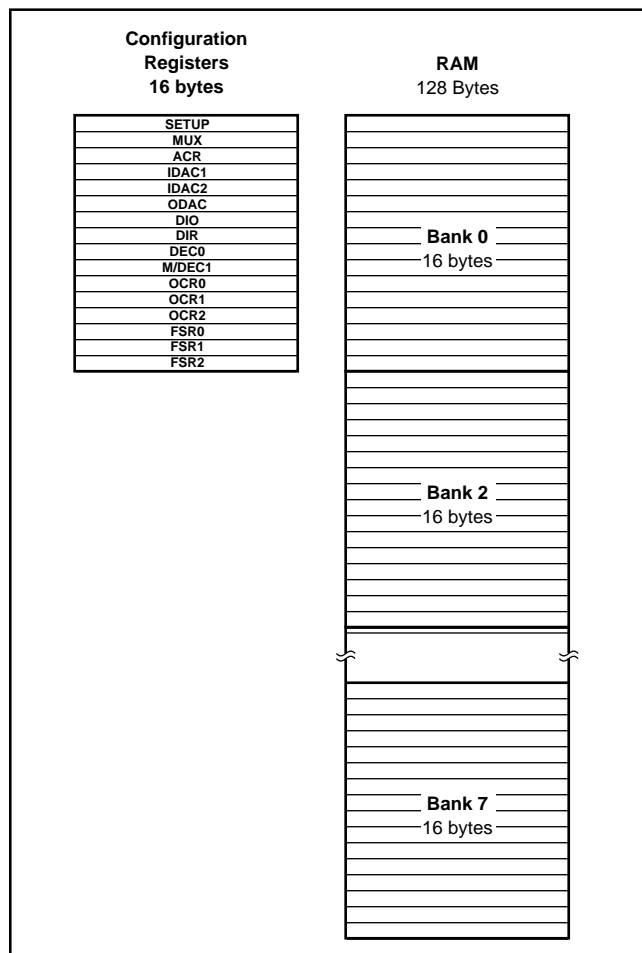 Configuration
Registers
16 bytes
RAM
128 Bytes
SETUP
MUX
ACR
IDAC1
IDAC2
ODAC
DIO
DIR
DEC0
M/DEC1
OCR0
OCR1
OCR2
FSR0
FSR1
FSR2
Bank 0
16 bytes
Bank 2
16 bytes
Bank 7
16 bytes